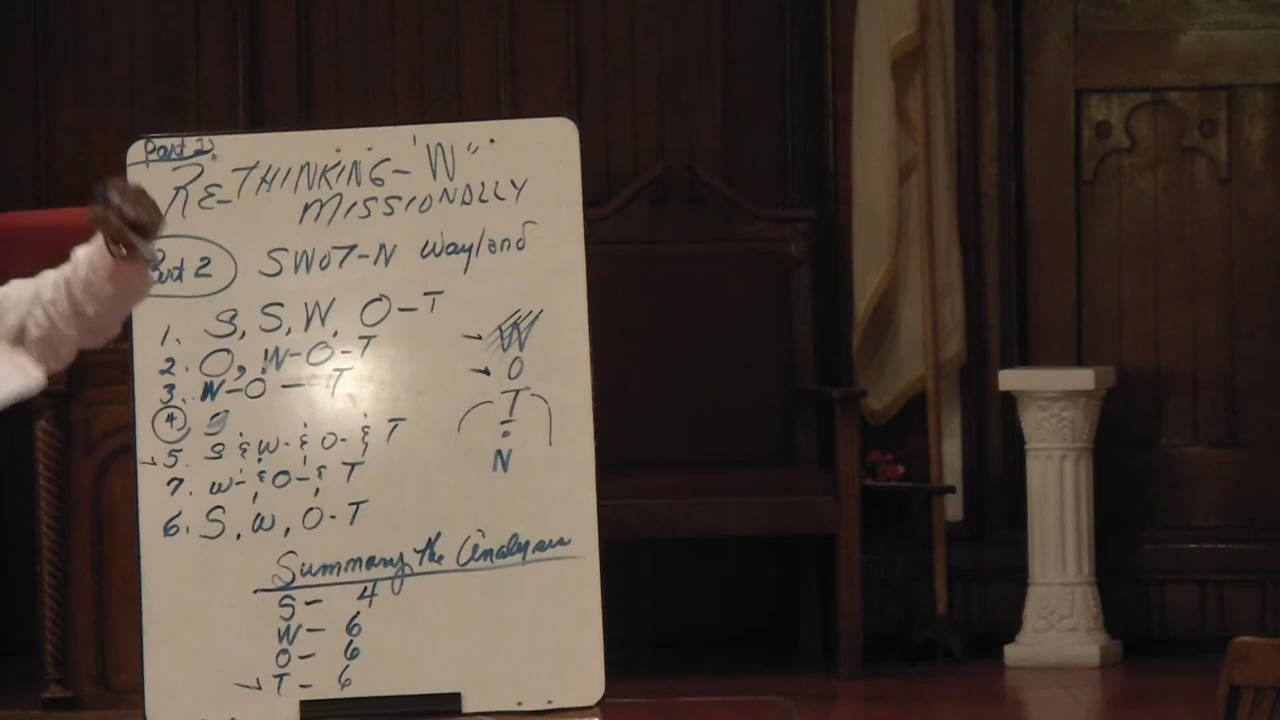 Part 1
RE-THINKING-"W"
MISSIONALLY
Part 2 SWOT-N Wayland
1. S, S, W, O-T
2. O, W-O-T
3. W-O-T
4 S
5. S & W-& O-& T
7. W-& O-& T
6. S, W, O-T
W
O
T
N
Summary the Analysis
S- 4
W- 6
O- 6
T- 6